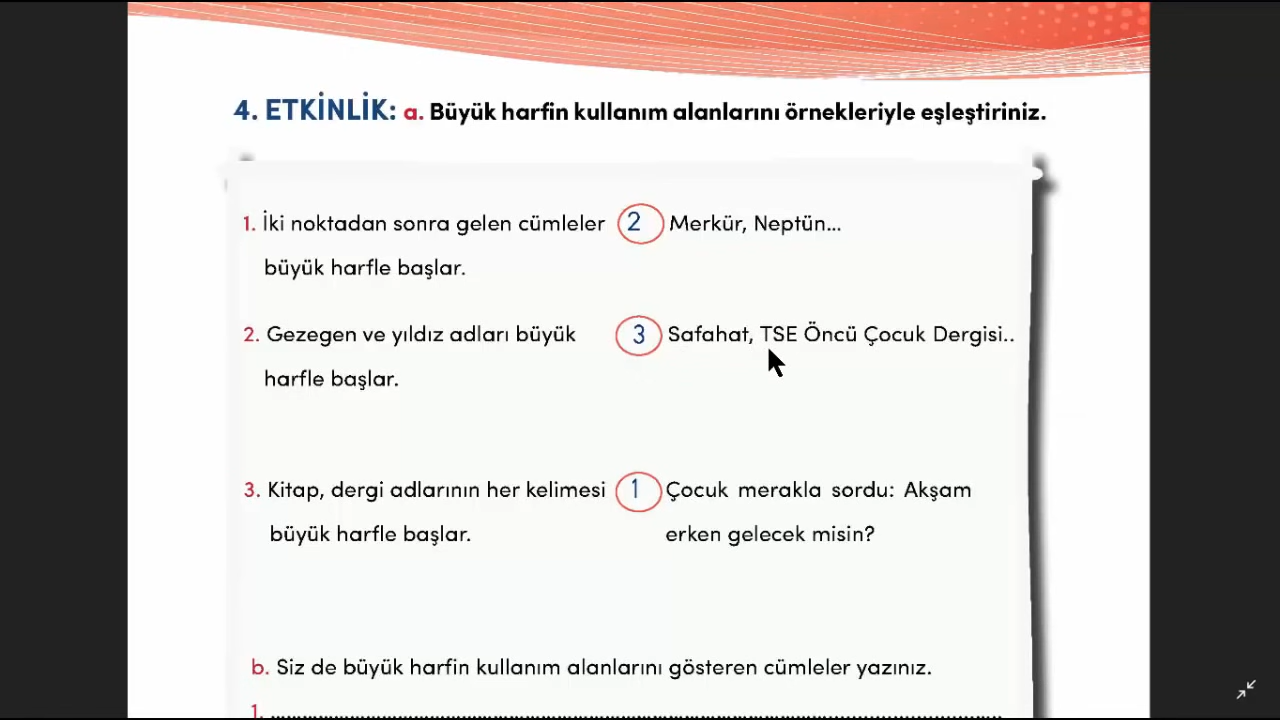 4. ETKİNLİK: a. Büyük harfin kullanım alanlarını örnekleriyle eşleştiriniz.
1. İki noktadan sonra gelen cümleler 2 Merkür, Neptün...
büyük harfle başlar.
2. Gezegen ve yıldız adları büyük 3 Safahat, TSE Öncü Çocuk Dergisi..
harfle başlar.
3. Kitap, dergi adlarının her kelimesi 1 Çocuk merakla sordu: Akşam
büyük harfle başlar. erken gelecek misin?
b. Siz de büyük harfin kullanım alanlarını gösteren cümleler yazınız.
1. ........................................................................